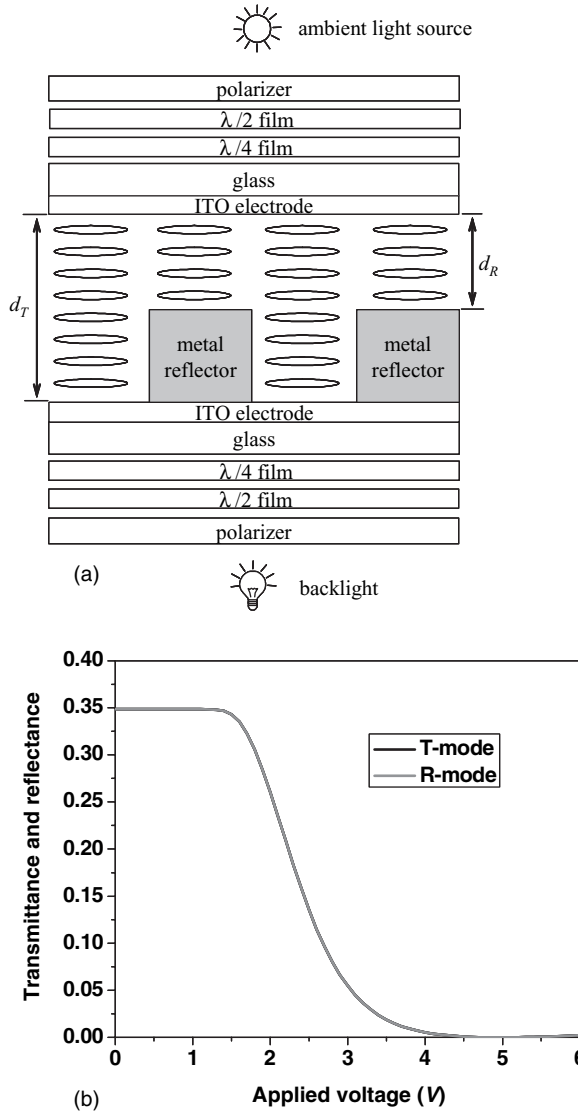 ambient light source
polarizer
λ/2 film
λ/4 film
glass
ITO electrode
d_T
d_R
metal
reflector
metal
reflector
ITO electrode
glass
λ/4 film
λ/2 film
polarizer
(a)
backlight
0.40
0.35
0.30
0.25
0.20
0.15
0.10
0.05
0.00
Transmittance and reflectance
T-mode
R-mode
0 1 2 3 4 5 6
(b)
Applied voltage (V)